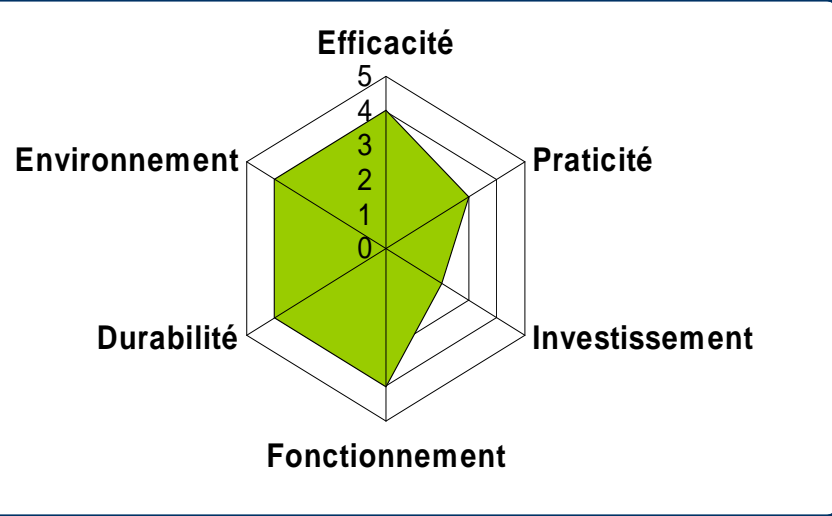 Efficacité
5
4
3
2
1
0
Environnement
Praticité
Durabilité
Investissement
Fonctionnement